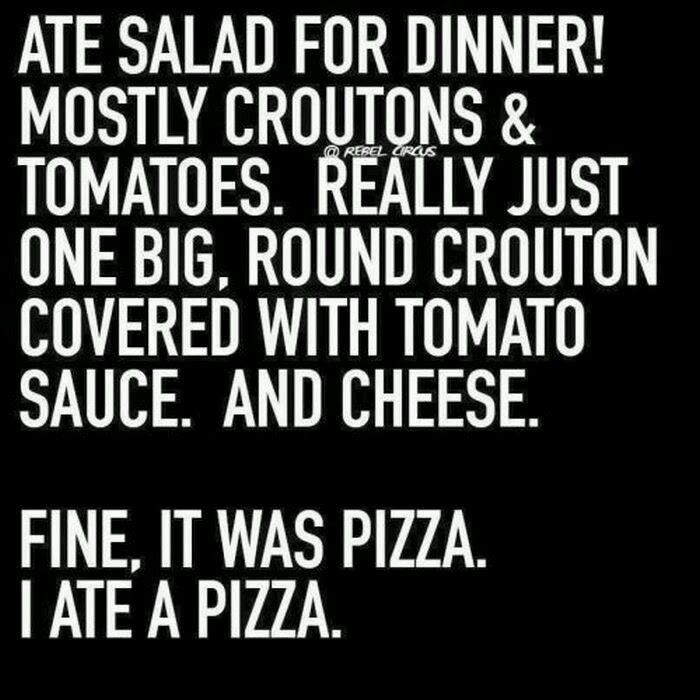 ATE SALAD FOR DINNER!
MOSTLY CROUTONS &
@ REBEL CIRCUS
TOMATOES. REALLY JUST
ONE BIG, ROUND CROUTON
COVERED WITH TOMATO
SAUCE. AND CHEESE.
FINE, IT WAS PIZZA.
I ATE A PIZZA.